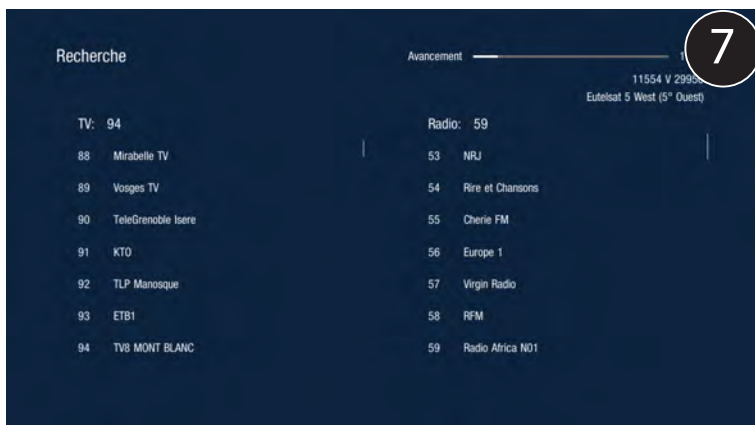 7
Recherche
Avancement
11554 V
Eutelsat 5 West (5° Ouest)
TV: 94
88 Mirabelle TV
89 Vosges TV
90 TeleGrenoble Isere
91 KTO
92 TLP Manosque
93 ETB1
94 TV8 MONT BLANC
Radio: 59
53 NRJ
54 Rire et Chansons
55 Cherie FM
56 Europe 1
57 Virgin Radio
58 RFM
59 Radio Africa N01